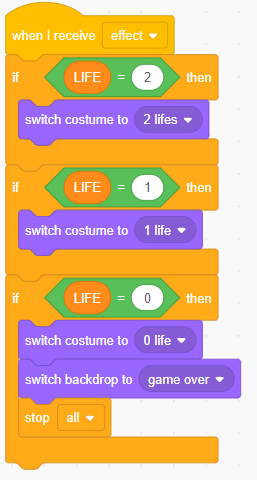 when I receive effect
if LIFE = 2 then
switch costume to 2 lifes
if LIFE = 1 then
switch costume to 1 life
if LIFE = 0 then
switch costume to 0 life
switch backdrop to game over
stop all